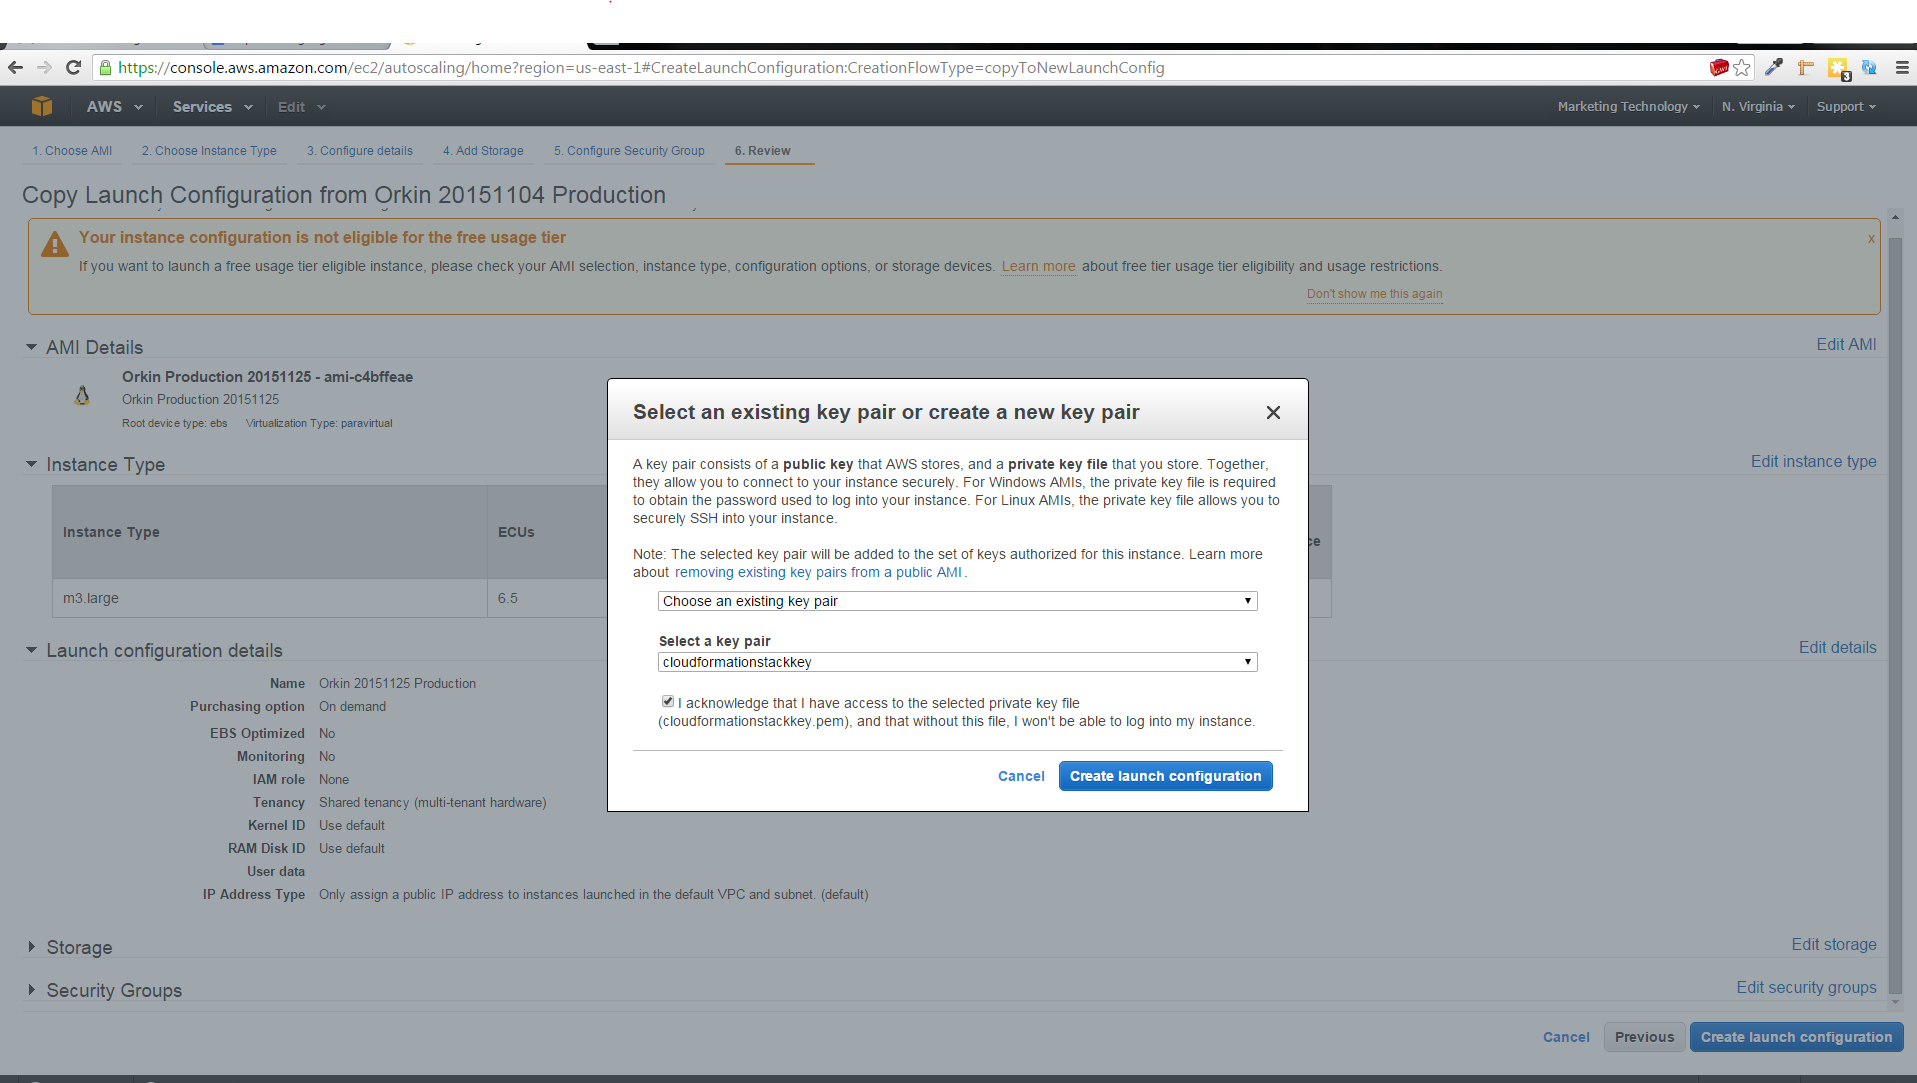 https://console.aws.amazon.com/ec2/autoscaling/home?region=us-east-1#CreateLaunchConfiguration:CreationFlowType=copyToNewLaunchConfig
3
AWS Services Edit Marketing Technology N. Virginia Support
1. Choose AMI 2. Choose Instance Type 3. Configure details 4. Add Storage 5. Configure Security Group 6. Review
Copy Launch Configuration from Orkin 20151104 Production
Your instance configuration is not eligible for the free usage tier x
If you want to launch a free usage tier eligible instance, please check your AMI selection, instance type, configuration options, or storage devices. Learn more about free tier usage tier eligibility and usage restrictions.
Don't show me this again
AMI Details Edit AMI
Orkin Production 20151125 - ami-c4bffeae
Orkin Production 20151125
Root device type: ebs Virtualization Type: paravirtual
Instance Type Edit instance type
Instance Type ECUs
ce
m3.large 6.5
Launch configuration details Edit details
Name Orkin 20151125 Production
Purchasing option On demand
EBS Optimized No
Monitoring No
IAM role None
Tenancy Shared tenancy (multi-tenant hardware)
Kernel ID Use default
RAM Disk ID Use default
User data
IP Address Type Only assign a public IP address to instances launched in the default VPC and subnet. (default)
Storage Edit storage
Security Groups Edit security groups
Cancel Previous Create launch configuration
Select an existing key pair or create a new key pair
A key pair consists of a public key that AWS stores, and a private key file that you store. Together,
they allow you to connect to your instance securely. For Windows AMIs, the private key file is required
to obtain the password used to log into your instance. For Linux AMIs, the private key file allows you to
securely SSH into your instance.
Note: The selected key pair will be added to the set of keys authorized for this instance. Learn more
about removing existing key pairs from a public AMI.
Choose an existing key pair
Select a key pair
cloudformationstackkey
I acknowledge that I have access to the selected private key file
(cloudformationstackkey.pem), and that without this file, I won't be able to log into my instance.
Cancel Create launch configuration